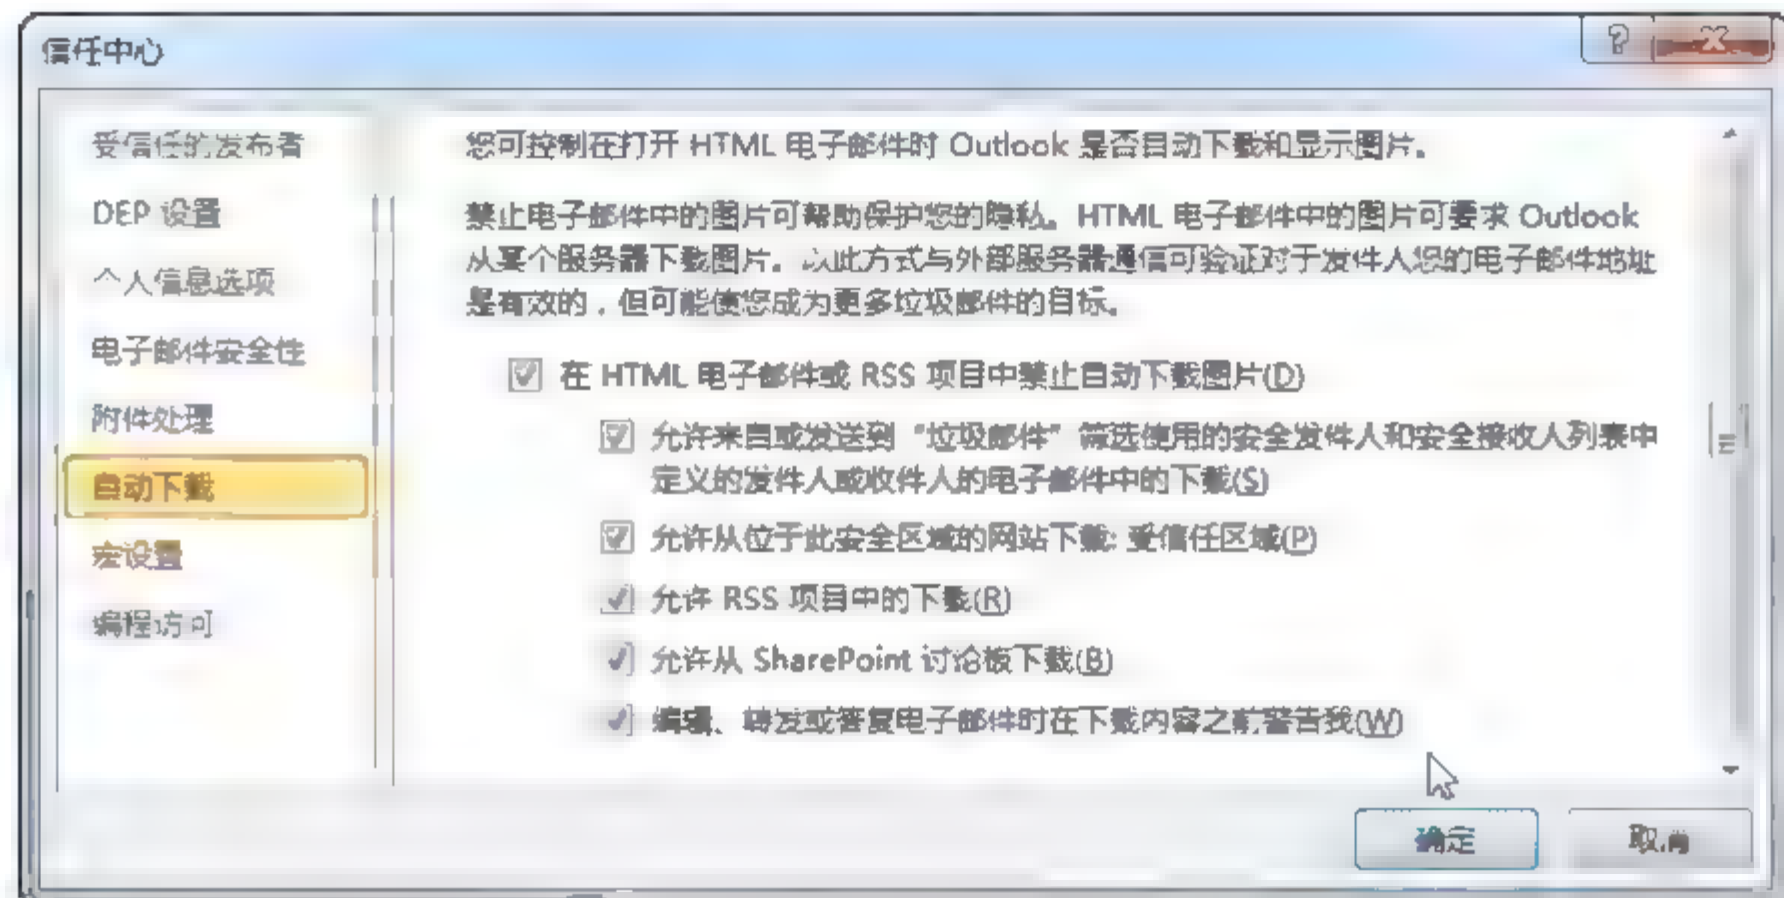 信任中心
受信任的发布者
DEP 设置
个人信息选项
电子邮件安全性
附件处理
自动下载
宏设置
编程访问
您可控制在打开 HTML 电子邮件时 Outlook 是否自动下载和显示图片。
禁止电子邮件中的图片可帮助保护您的隐私。HTML 电子邮件中的图片可要求 Outlook
从某个服务器下载图片。以此方式与外部服务器通信可验证对于发件人您的电子邮件地址
是有效的，但可能使您成为更多垃圾邮件的目标。
在 HTML 电子邮件或 RSS 项目中禁止自动下载图片(D)
允许来自或发送到“垃圾邮件”筛选使用的安全发件人和安全接收人列表中
定义的发件人或收件人的电子邮件中的下载(S)
允许从位于此安全区域的网站下载: 受信任区域(P)
允许 RSS 项目中的下载(R)
允许从 SharePoint 讨论板下载(B)
编辑、转发或答复电子邮件时在下载内容之前警告我(W)
确定
取消